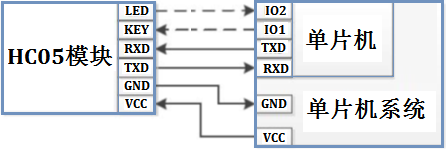 LED
KEY
RXD
TXD
GND
VCC
HC05模块
IO2
IO1
TXD
RXD
单片机
GND
VCC
单片机系统